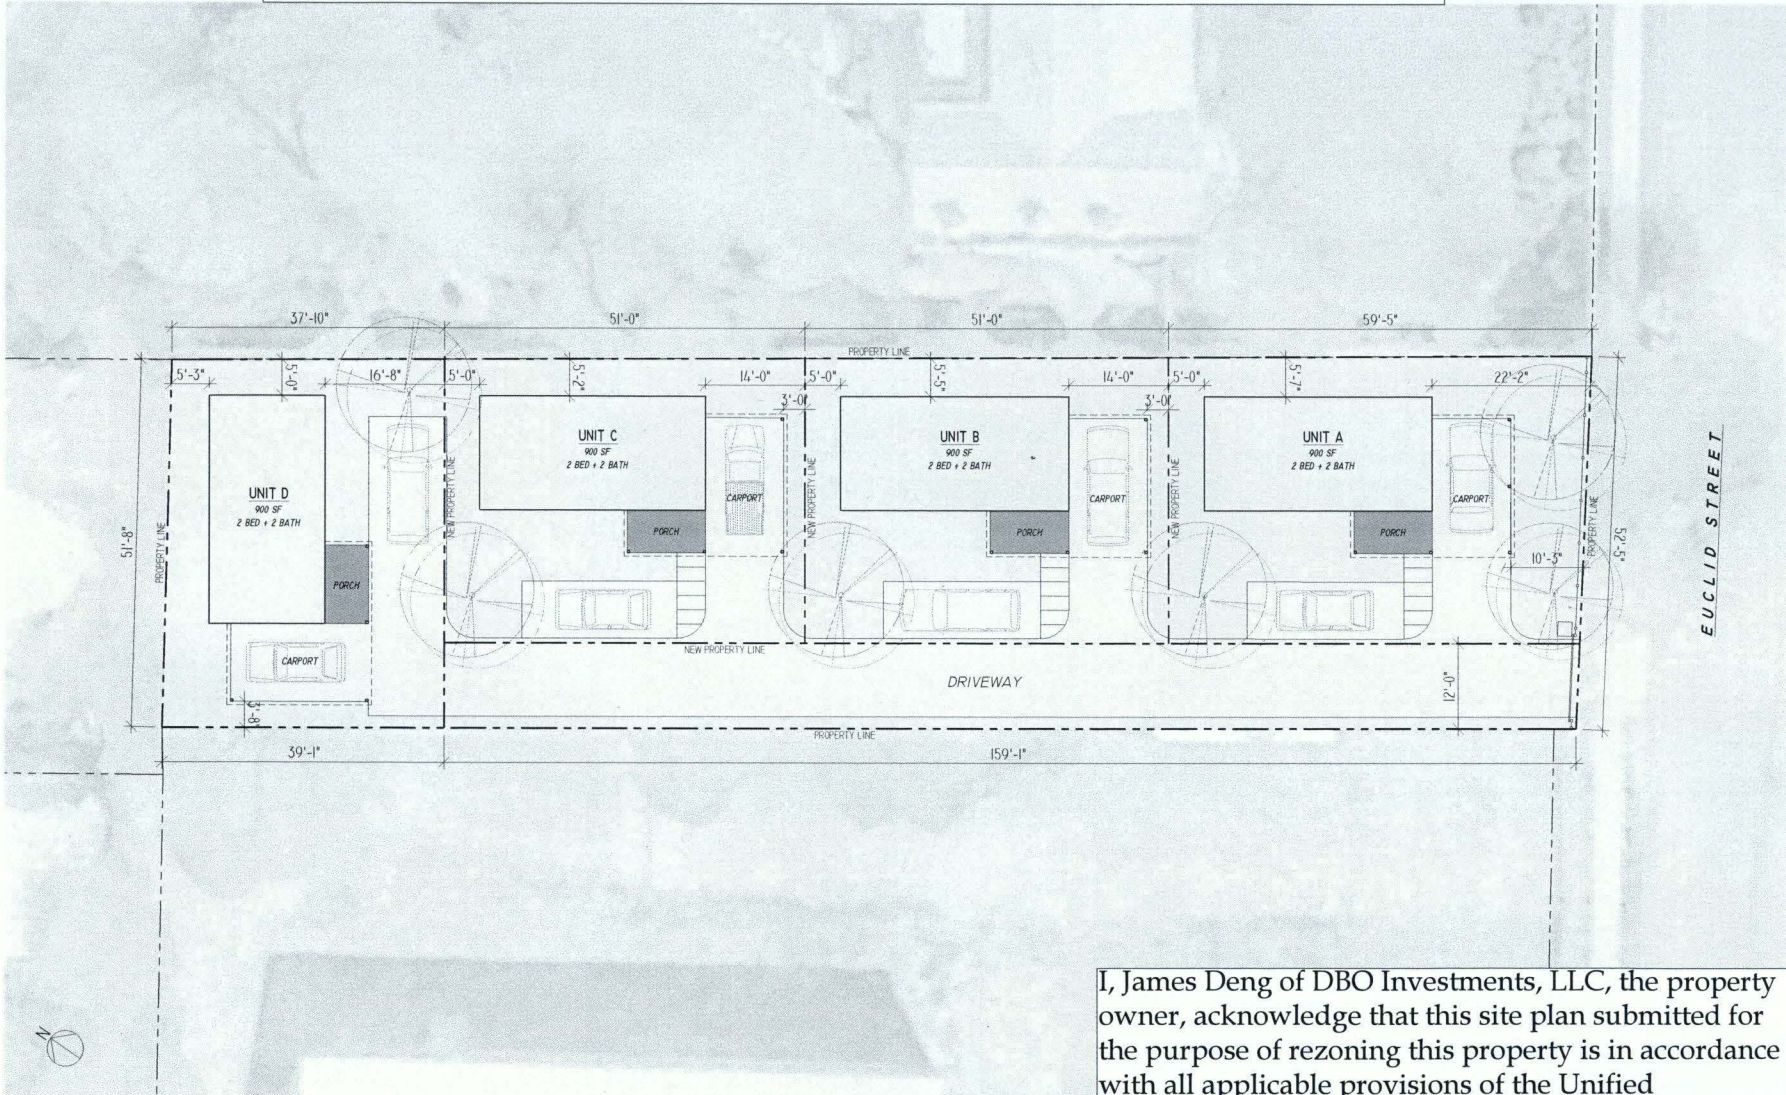 37'-10"
51'-0"
51'-0"
59'-5"
PROPERTY LINE
5'-3"
5'-0"
16'-8"
5'-0"
5'-2"
14'-0"
5'-0"
5'-5"
14'-0"
5'-0"
5'-7"
22'-2"
3'-0
3'-0
UNIT C
900 SF
2 BED + 2 BATH
UNIT B
900 SF
2 BED + 2 BATH
UNIT A
900 SF
2 BED + 2 BATH
UNIT D
900 SF
2 BED + 2 BATH
NEW PROPERTY LINE
NEW PROPERTY LINE
NEW PROPERTY LINE
CARPORT
CARPORT
CARPORT
PROPERTY LINE
EUCLID STREET
PORCH
PORCH
PORCH
51'-8"
PROPERTY LINE
52'-5"
10'-3"
PORCH
NEW PROPERTY LINE
CARPORT
DRIVEWAY
12'-0"
3'-8"
PROPERTY LINE
39'-1"
159'-1"
N
I, James Deng of DBO Investments, LLC, the property
owner, acknowledge that this site plan submitted for
the purpose of rezoning this property is in accordance
with all applicable provisions of the Unified